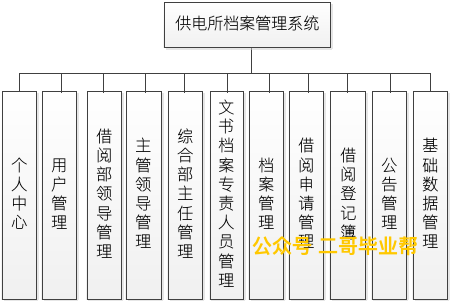 供电所档案管理系统
个人中心
用户管理
借阅部领导管理
主管领导管理
综合部主任管理
文书档案专责人员管理
档案管理
借阅申请管理
借阅登记簿
公告管理
基础数据管理
公众号 二哥毕业帮